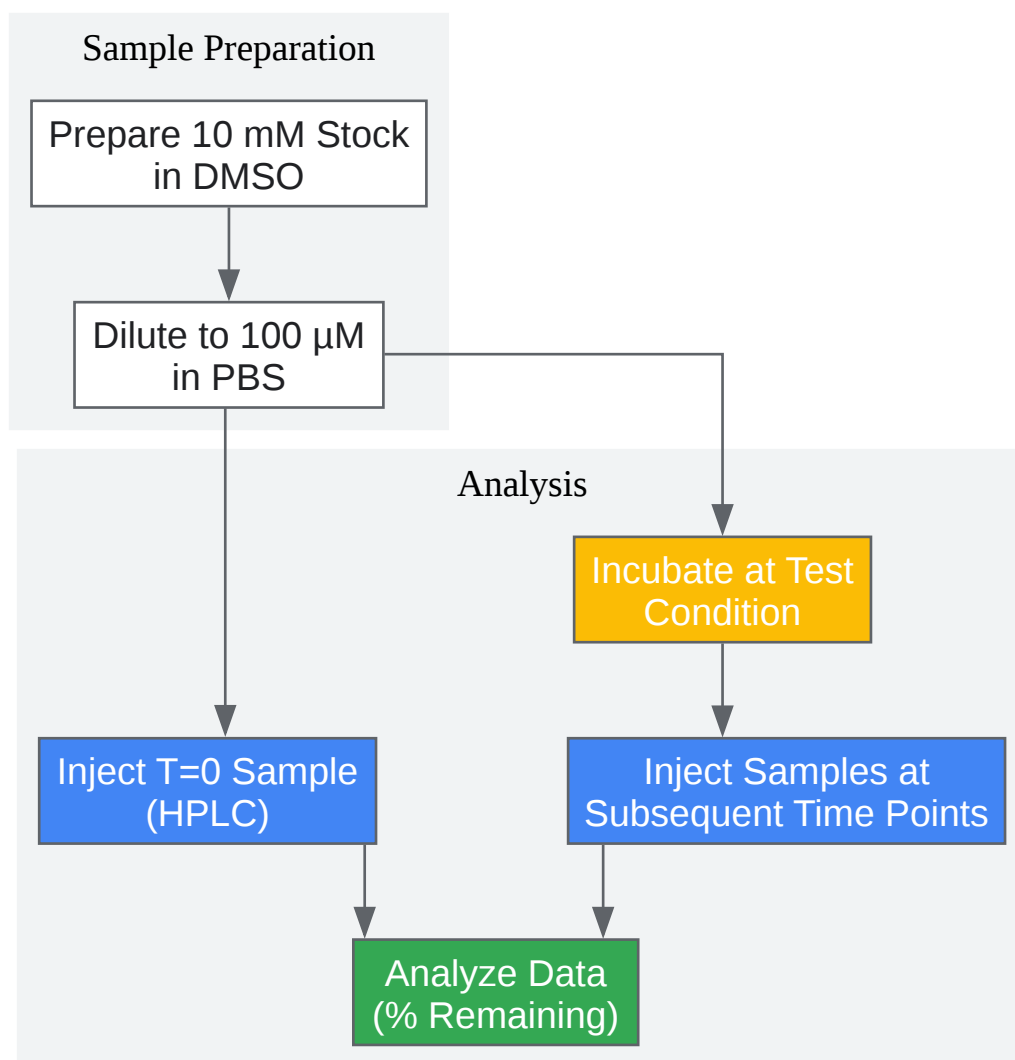 Sample Preparation
Prepare 10 mM Stock
in DMSO
Dilute to 100 µM
in PBS
Analysis
Incubate at Test
Condition
Inject T=0 Sample
(HPLC)
Inject Samples at
Subsequent Time Points
Analyze Data
(% Remaining)